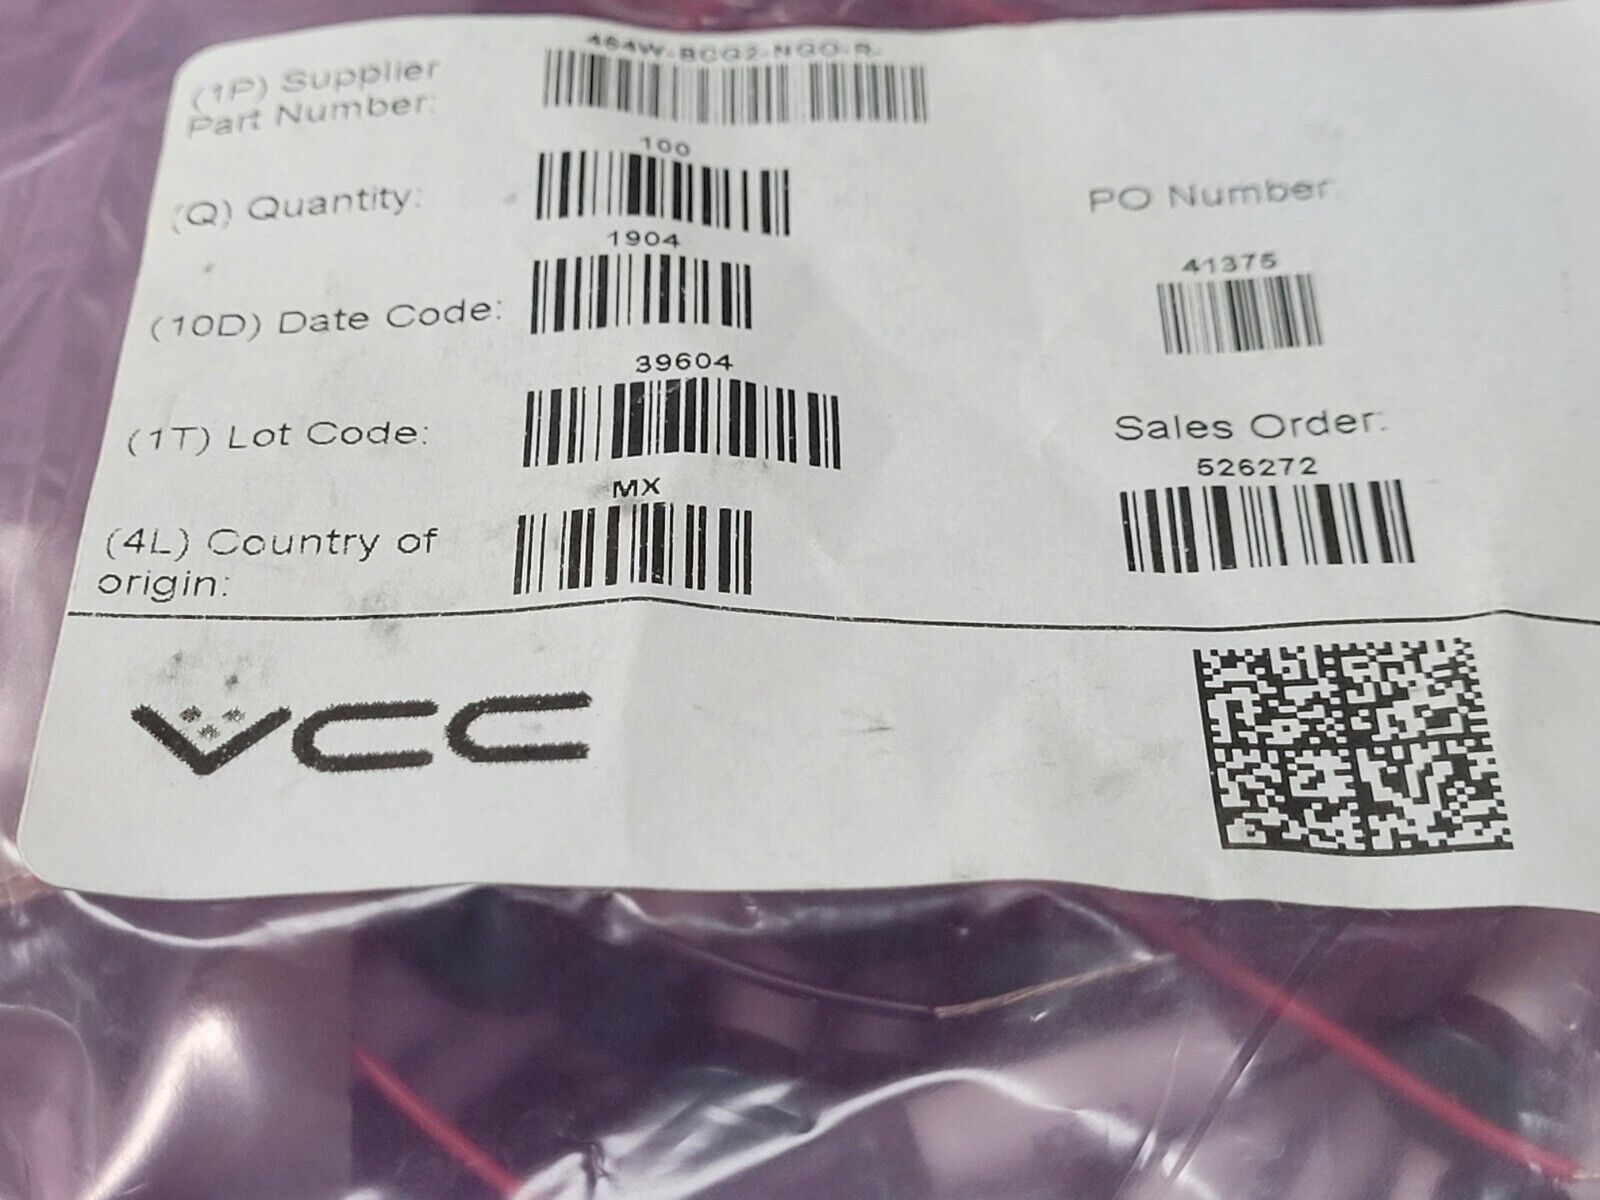 (1P) Supplier
Part Number:
(Q) Quantity:
100
(10D) Date Code:
1904
(1T) Lot Code:
39604
(4L) Country of
origin:
MX
PO Number
41375
Sales Order:
526272
VCC